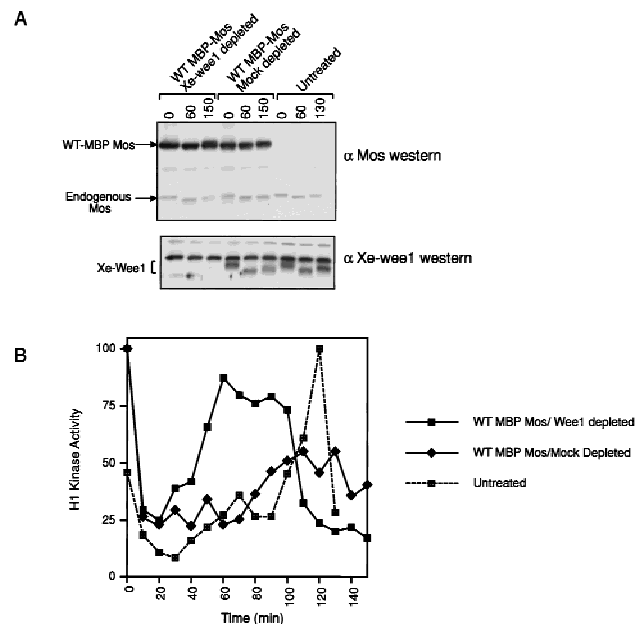 A
WT MBP-Mos
Xe-wee1 depleted
WT MBP-Mos
Mock depleted
Untreated
0 60 150 0 60 150 0 60 130
WT-MBP Mos
α Mos western
Endogenous
Mos
Xe-Wee1
α Xe-wee1 western
B
100
75
50
25
0
H1 Kinase Activity
0 20 40 60 80 100 120 140
Time (min)
WT MBP Mos/ Wee1 depleted
WT MBP Mos/Mock Depleted
Untreated